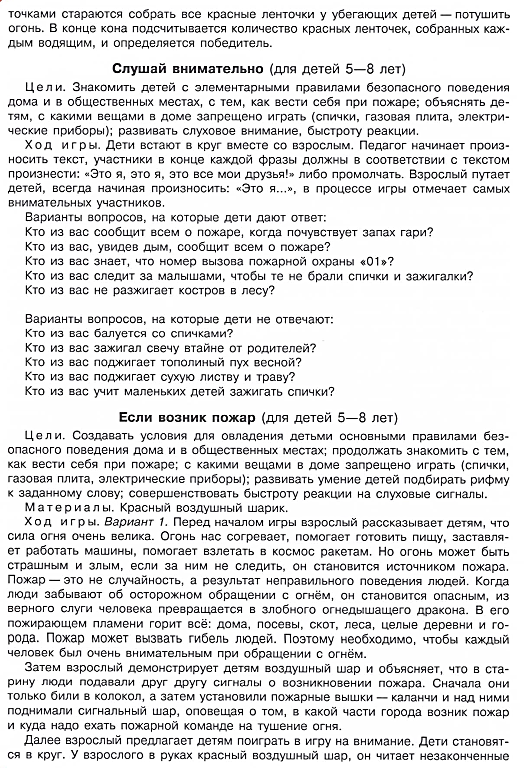 точками стараются собрать все красные ленточки у убегающих детей — потушить
огонь. В конце кона подсчитывается количество красных ленточек, собранных каж-
дым водящим, и определяется победитель.
Слушай внимательно (для детей 5—8 лет)
Цели. Знакомить детей с элементарными правилами безопасного поведения
дома и в общественных местах, с тем, как вести себя при пожаре; объяснять де-
тям, с какими вещами в доме запрещено играть (спички, газовая плита, электри-
ческие приборы); развивать слуховое внимание, быстроту реакции.
Ход игры. Дети встают в круг вместе со взрослым. Педагог начинает произ-
носить текст, участники в конце каждой фразы должны в соответствии с текстом
произнести: «Это я, это я, это все мои друзья!» либо промолчать. Взрослый путает
детей, всегда начиная произносить: «Это я...», в процессе игры отмечает самых
внимательных участников.
Варианты вопросов, на которые дети дают ответ:
Кто из вас сообщит всем о пожаре, когда почувствует запах гари?
Кто из вас, увидев дым, сообщит всем о пожаре?
Кто из вас знает, что номер вызова пожарной охраны «01»?
Кто из вас следит за малышами, чтобы те не брали спички и зажигалки?
Кто из вас не разжигает костров в лесу?
Варианты вопросов, на которые дети не отвечают:
Кто из вас балуется со спичками?
Кто из вас зажигал свечу втайне от родителей?
Кто из вас поджигает тополиный пух весной?
Кто из вас поджигает сухую листву и траву?
Кто из вас учит маленьких детей зажигать спички?
Если возник пожар (для детей 5—8 лет)
Цели. Создавать условия для овладения детьми основными правилами без-
опасного поведения дома и в общественных местах; продолжать знакомить с тем,
как вести себя при пожаре; с какими вещами в доме запрещено играть (спички,
газовая плита, электрические приборы); развивать умение детей подбирать рифму
к заданному слову; совершенствовать быстроту реакции на слуховые сигналы.
Материалы. Красный воздушный шарик.
Ход игры. Вариант 1. Перед началом игры взрослый рассказывает детям, что
сила огня очень велика. Огонь нас согревает, помогает готовить пищу, заставля-
ет работать машины, помогает взлетать в космос ракетам. Но огонь может быть
страшным и злым, если за ним не следить, он становится источником пожара.
Пожар — это не случайность, а результат неправильного поведения людей. Когда
люди забывают об осторожном обращении с огнём, он становится опасным, из
верного слуги человека превращается в злобного огнедышащего дракона. В его
пожирающем пламени горит всё: дома, посевы, скот, леса, целые деревни и го-
рода. Пожар может вызвать гибель людей. Поэтому необходимо, чтобы каждый
человек был очень внимательным при обращении с огнём.
Затем взрослый демонстрирует детям воздушный шар и объясняет, что в ста-
рину люди подавали друг другу сигналы о возникновении пожара. Сначала они
только били в колокол, а затем установили пожарные вышки — каланчи и над ними
поднимали сигнальный шар, оповещая о том, в какой части города возник пожар
и куда надо ехать пожарной команде на тушение огня.
Далее взрослый предлагает детям поиграть в игру на внимание. Дети становят-
ся в круг. У взрослого в руках красный воздушный шар, он читает незаконченные